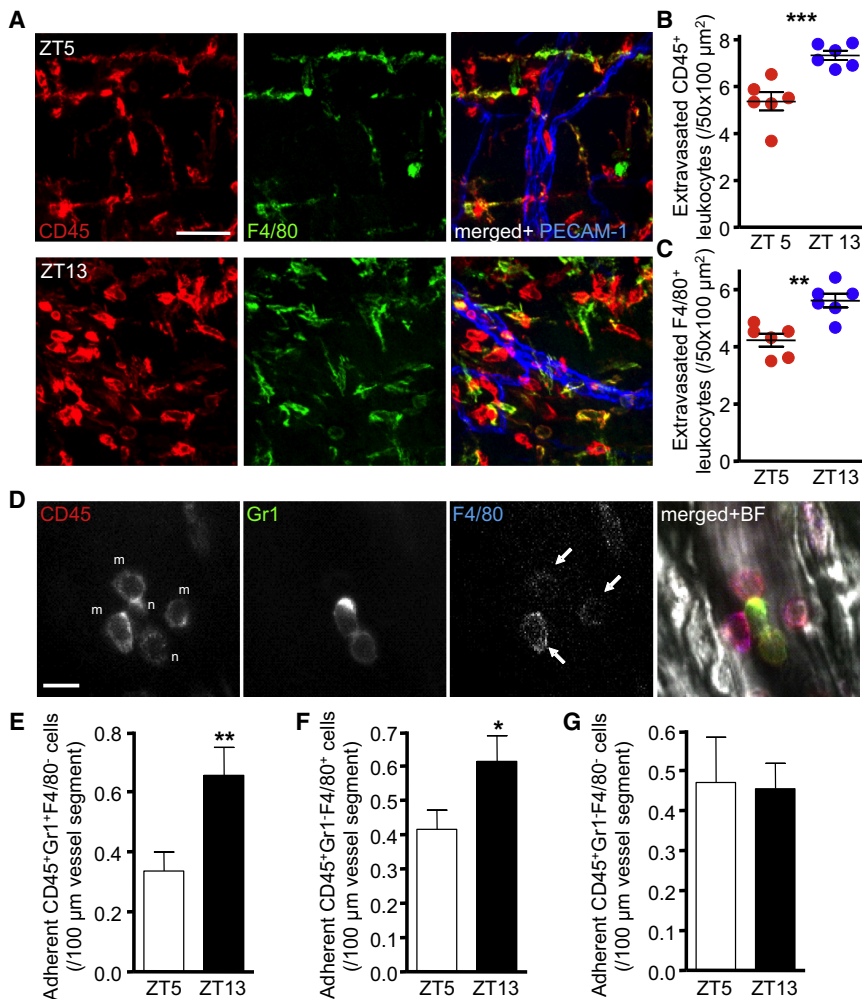 A
ZT5
CD45
F4/80
merged+ PECAM-1
ZT13
B
***
Extravasated CD45⁺
leukocytes (/50x100 µm²)
8
6
4
2
0
ZT 5 ZT 13
C
**
Extravasated F4/80⁺
leukocytes (/50x100 µm²)
6
4
2
0
ZT5 ZT13
D
CD45
m
m
m
n
n
Gr1
F4/80
merged+BF
E
Adherent CD45⁺Gr1⁺F4/80⁻ cells
(/100 µm vessel segment)
0.8
0.6
0.4
0.2
0.0
**
ZT5 ZT13
F
Adherent CD45⁺Gr1⁻F4/80⁺ cells
(/100 µm vessel segment)
0.7
0.6
0.5
0.4
0.3
0.2
0.1
0.0
*
ZT5 ZT13
G
Adherent CD45⁺Gr1⁻F4/80⁻ cells
(/100 µm vessel segment)
0.6
0.5
0.4
0.3
0.2
0.1
0.0
ZT5 ZT13